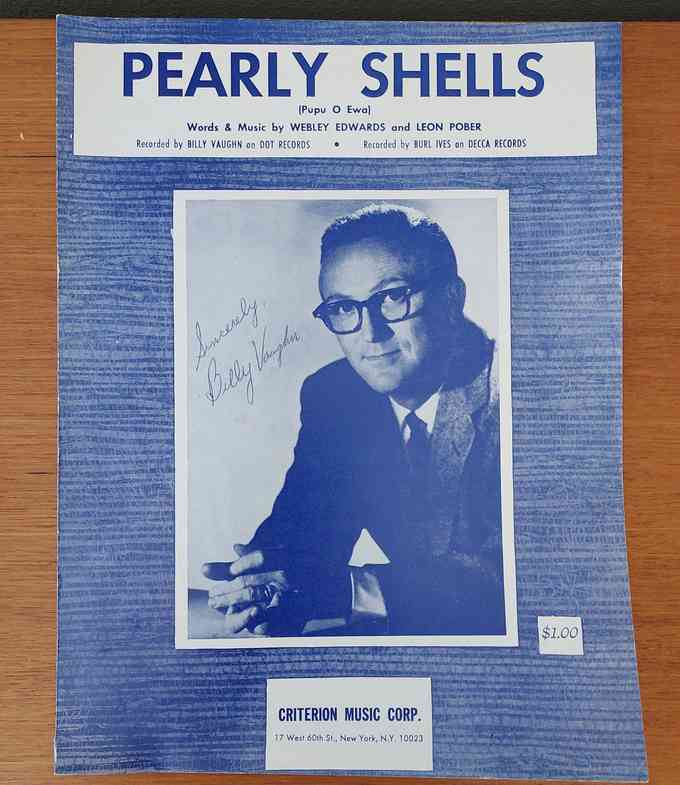 PEARLY SHELLS
(Pupu O Ewa)
Words & Music by WEBLEY EDWARDS and LEON POBER
Recorded by BILLY VAUGHN on DOT RECORDS • Recorded by BURL IVES on DECCA RECORDS
Sincerely,
Billy Vaughn
$1.00
CRITERION MUSIC CORP.
17 West 60th St., New York, N.Y. 10023